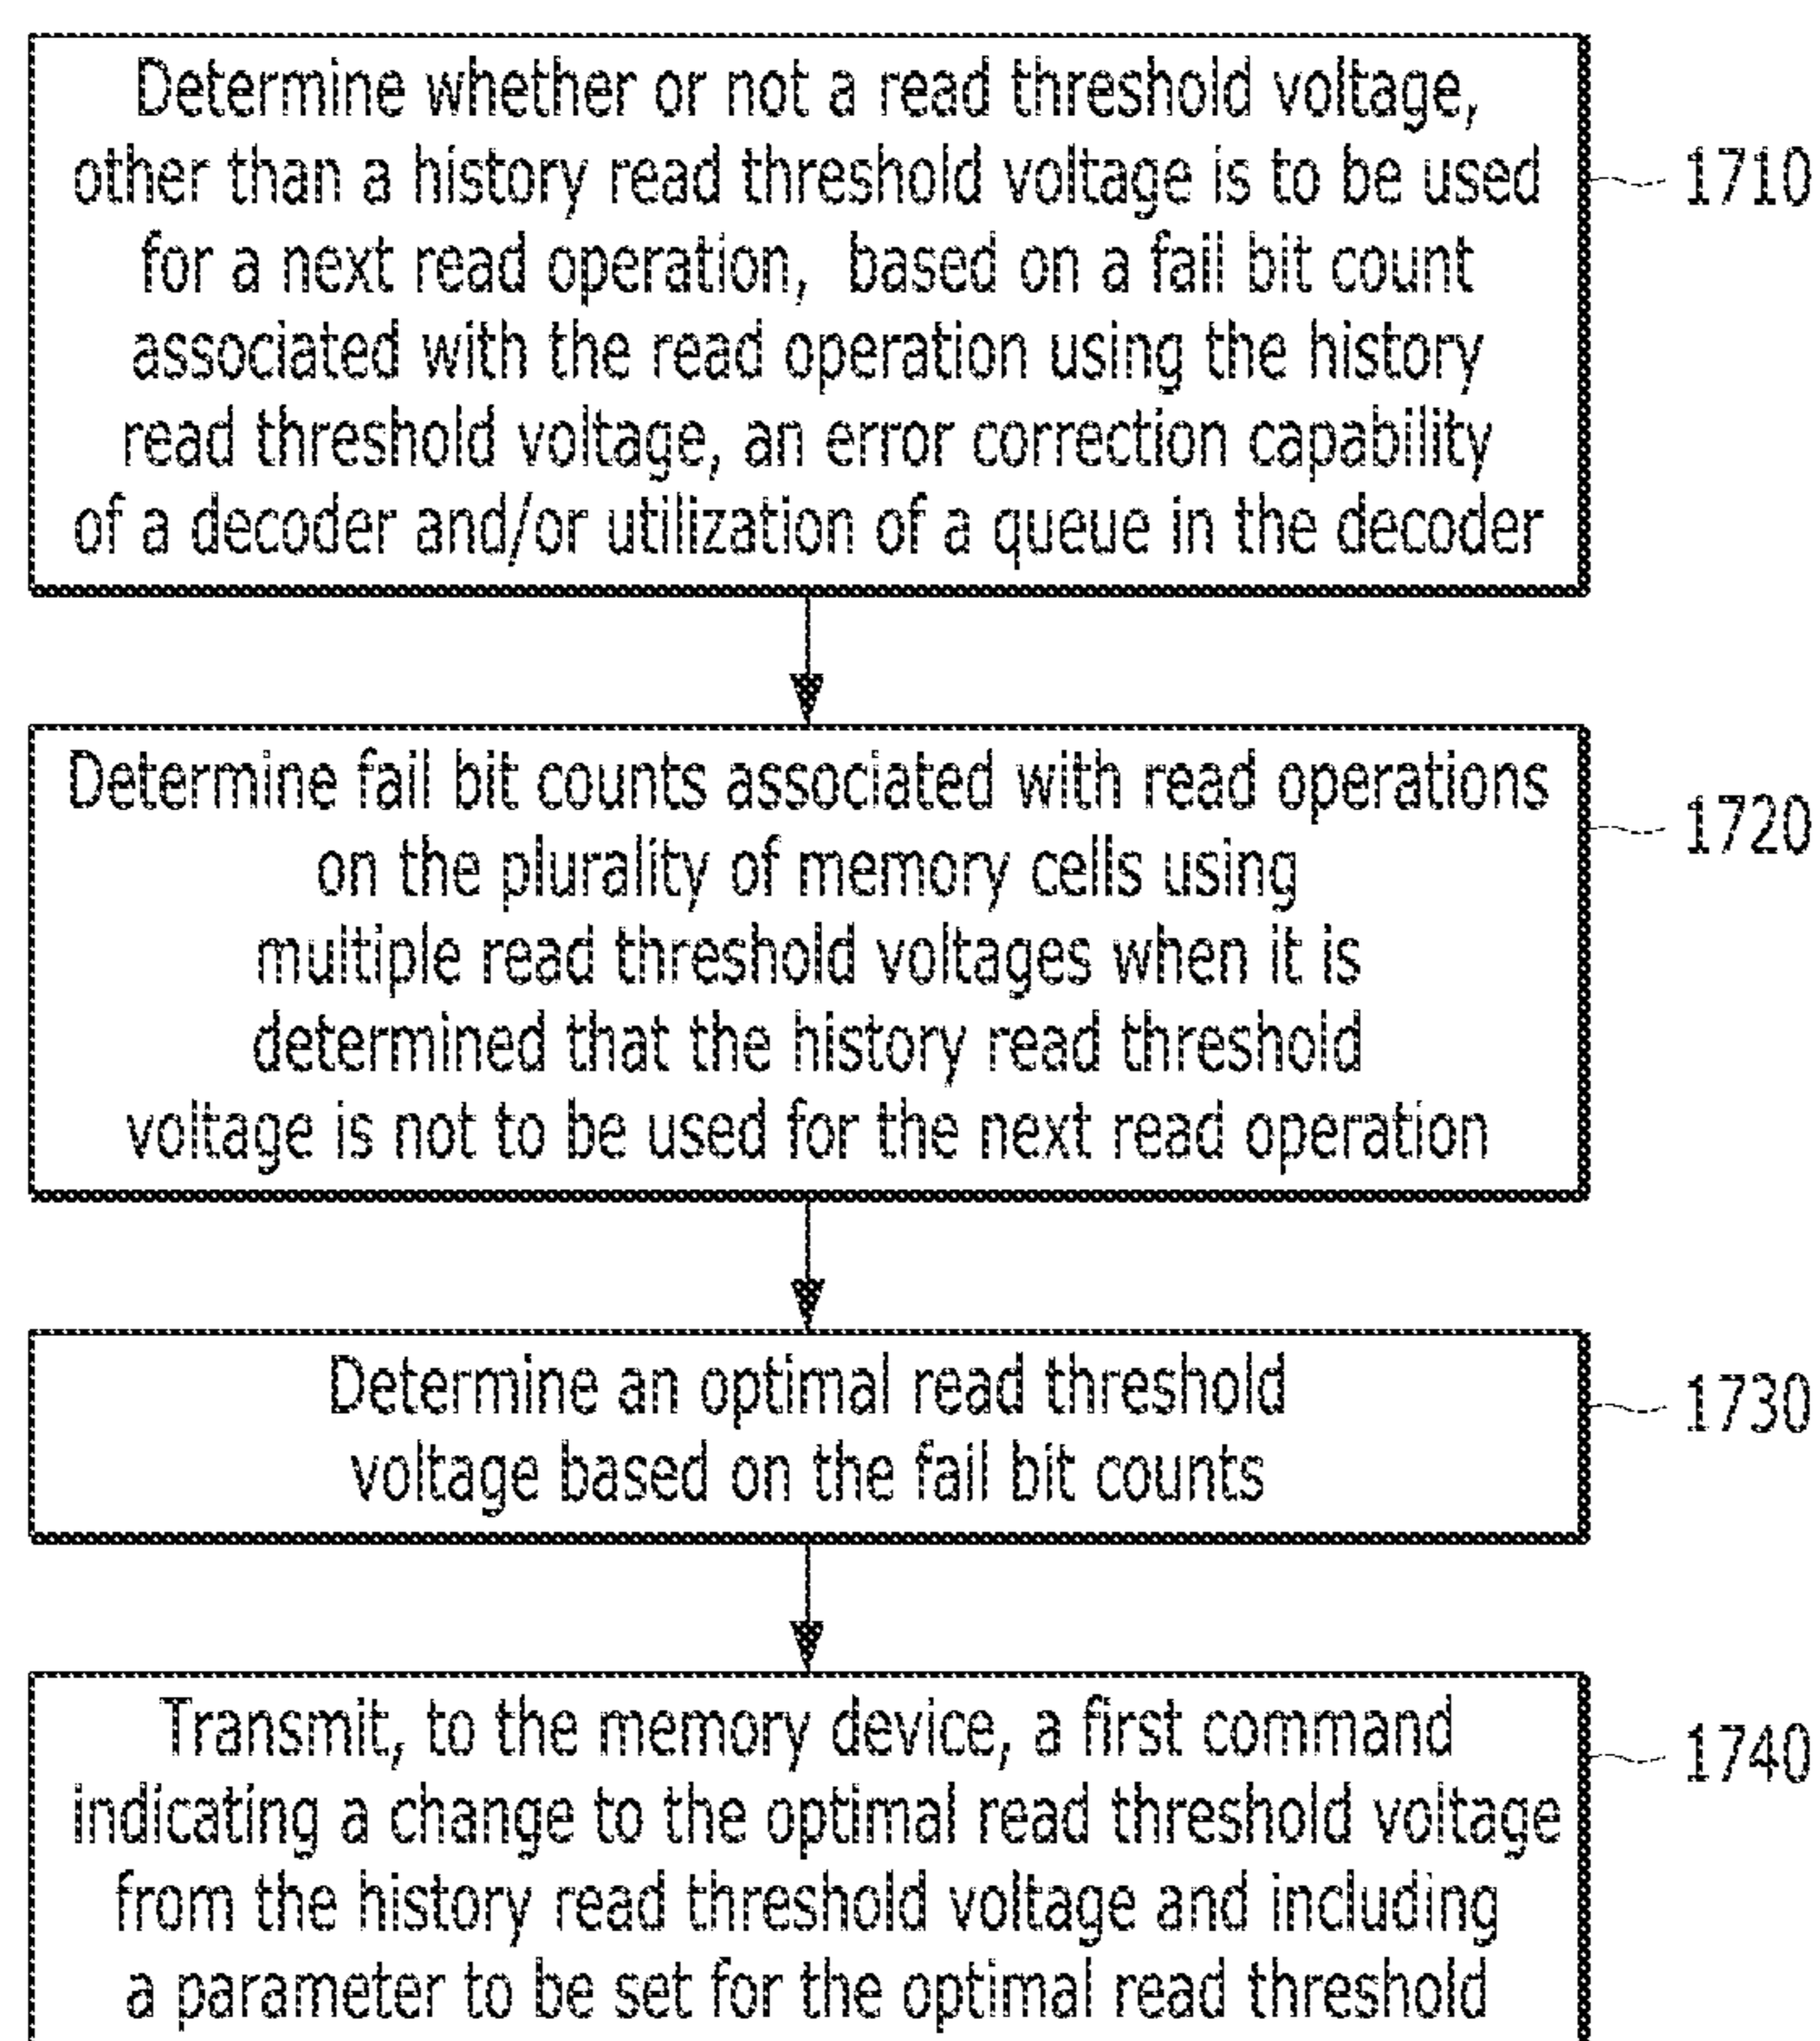 Determine whether or not a read threshold voltage,
other than a history read threshold voltage is to be used
for a next read operation, based on a fail bit count
associated with the read operation using the history
read threshold voltage, an error correction capability
of a decoder and/or utilization of a queue in the decoder
1710
Determine fail bit counts associated with read operations
on the plurality of memory cells using
multiple read threshold voltages when it is
determined that the history read threshold
voltage is not to be used for the next read operation
1720
Determine an optimal read threshold
voltage based on the fail bit counts
1730
Transmit, to the memory device, a first command
indicating a change to the optimal read threshold voltage
from the history read threshold voltage and including
a parameter to be set for the optimal read threshold
1740